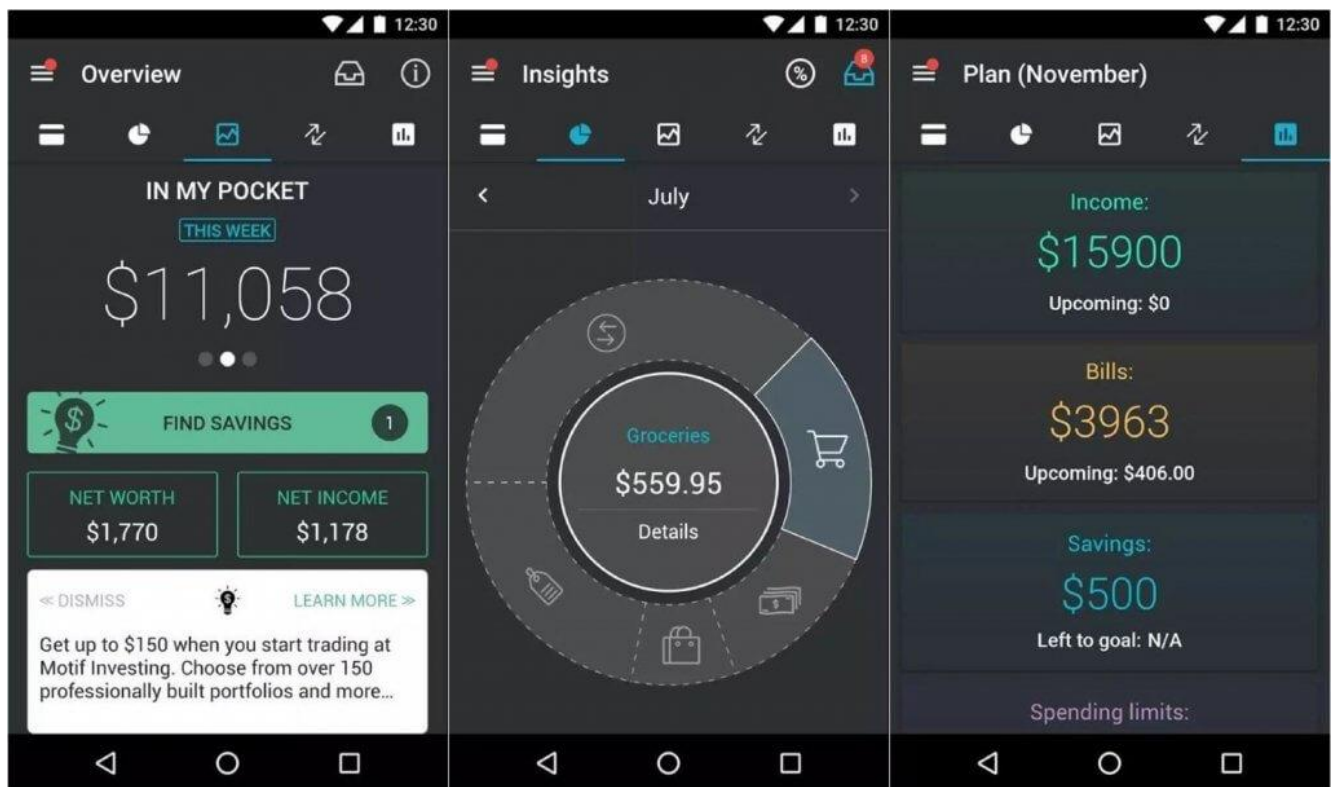 12:30
Overview
IN MY POCKET
THIS WEEK
$11,058
$
FIND SAVINGS
1
NET WORTH
$1,770
NET INCOME
$1,178
≪ DISMISS
$
LEARN MORE ≫
Get up to $150 when you start trading at
Motif Investing. Choose from over 150
professionally built portfolios and more...
12:30
Insights
%
8
July
Groceries
$559.95
Details
12:30
Plan (November)
Income:
$15900
Upcoming: $0
Bills:
$3963
Upcoming: $406.00
Savings:
$500
Left to goal: N/A
Spending limits: